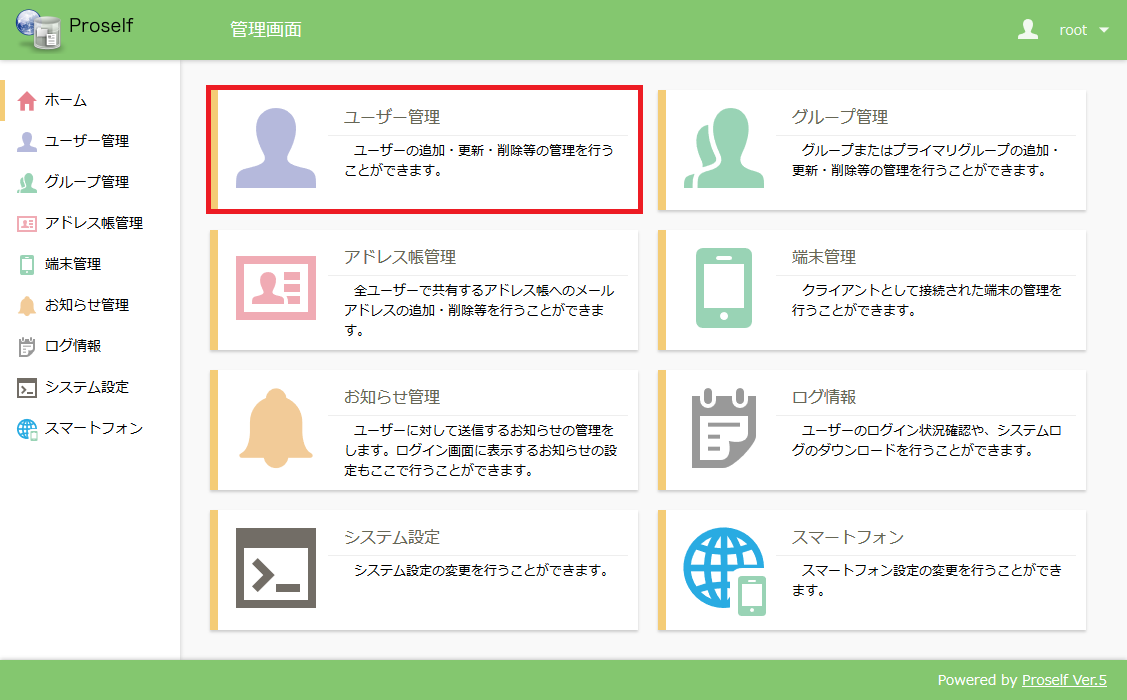 Proself
管理画面
root
ホーム
ユーザー管理
グループ管理
アドレス帳管理
端末管理
お知らせ管理
ログ情報
システム設定
スマートフォン
ユーザー管理
ユーザーの追加・更新・削除等の管理を行う
ことができます。
グループ管理
グループまたはプライマリグループの追加・
更新・削除等の管理を行うことができます。
アドレス帳管理
全ユーザーで共有するアドレス帳へのメール
アドレスの追加・削除等を行うことができま
す。
端末管理
クライアントとして接続された端末の管理を
行うことができます。
お知らせ管理
ユーザーに対して送信するお知らせの管理を
します。ログイン画面に表示するお知らせの設
定もここで行うことができます。
ログ情報
ユーザーのログイン状況確認や、システムロ
グのダウンロードを行うことができます。
システム設定
システム設定の変更を行うことができます。
スマートフォン
スマートフォン設定の変更を行うことができ
ます。
Powered by Proself Ver.5